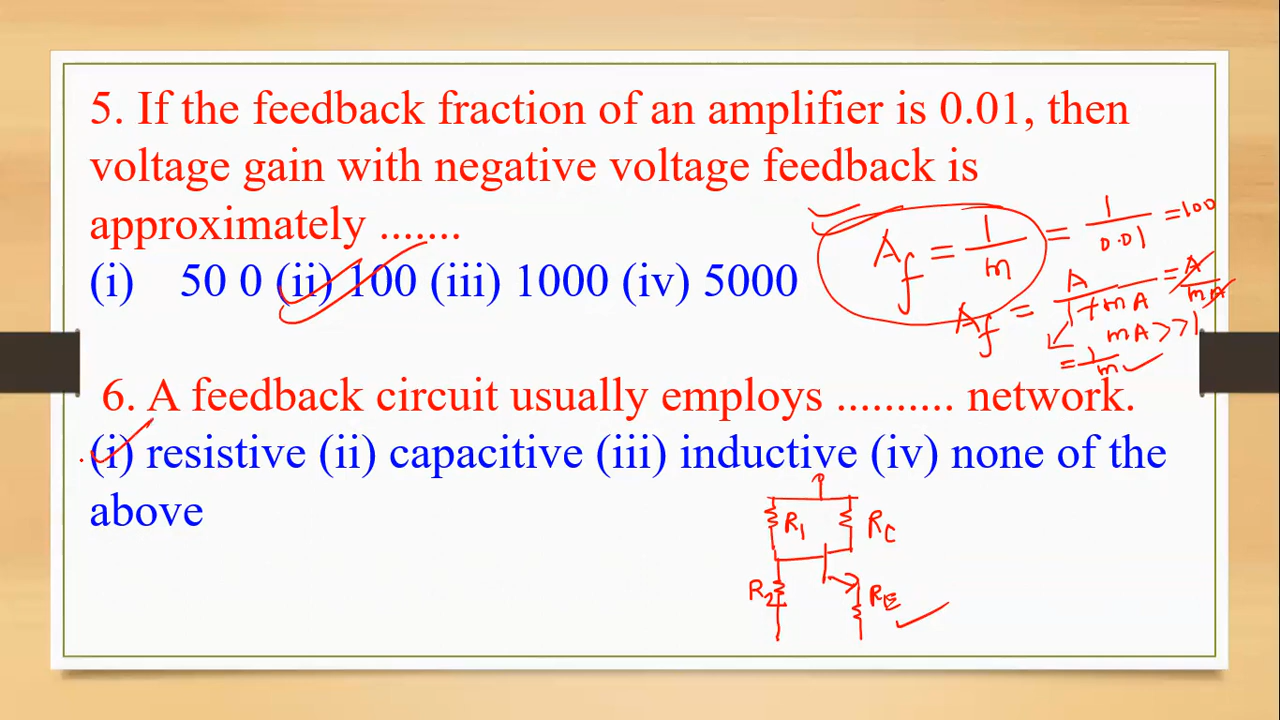 5. If the feedback fraction of an amplifier is 0.01, then
voltage gain with negative voltage feedback is
approximately .......
(i) 50 0 (ii) 100 (iii) 1000 (iv) 5000
A_f = 1/m = 1/0.01 = 100
A_f = A/(1+mA) = A/mA
mA>>1
= 1/m
6. A feedback circuit usually employs .......... network.
(i) resistive (ii) capacitive (iii) inductive (iv) none of the
above
R1 RC
R2 RE